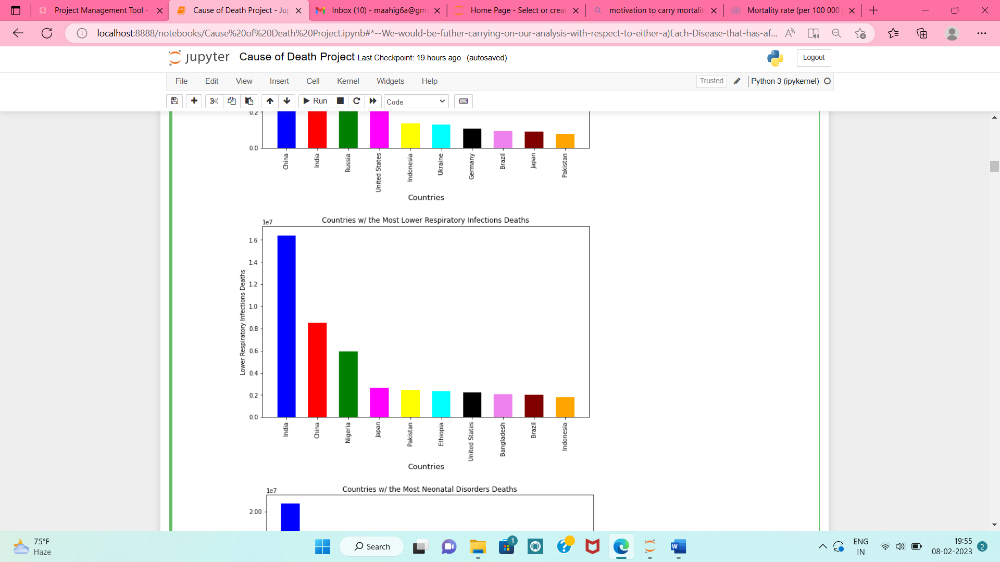 Project Management Tool -
Cause of Death Project - Jup
Inbox (10) - maahig6a@gm
Home Page - Select or creat
motivation to carry mortalit
Mortality rate (per 100 000
localhost:8888/notebooks/Cause%20of%20Death%20Project.ipynb#*--We-would-be-futher-carrying-on-our-analysis-with-respect-to-either-a)Each-Disease-that-has-af...
jupyter Cause of Death Project Last Checkpoint: 19 hours ago (autosaved)
Logout
File Edit View Insert Cell Kernel Widgets Help
Trusted
Python 3 (ipykernel)
Run
Code
0.2
0.0
China
India
Russia
United States
Indonesia
Ukraine
Germany
Brazil
Japan
Pakistan
Countries
Countries w/ the Most Lower Respiratory Infections Deaths
1e7
1.6
1.4
1.2
1.0
0.8
0.6
0.4
0.2
0.0
Lower Respiratory Infections Deaths
India
China
Nigeria
Japan
Pakistan
Ethiopia
United States
Bangladesh
Brazil
Indonesia
Countries
Countries w/ the Most Neonatal Disorders Deaths
1e7
2.00
75°F
Haze
Search
1
ENG
IN
19:55
08-02-2023
2